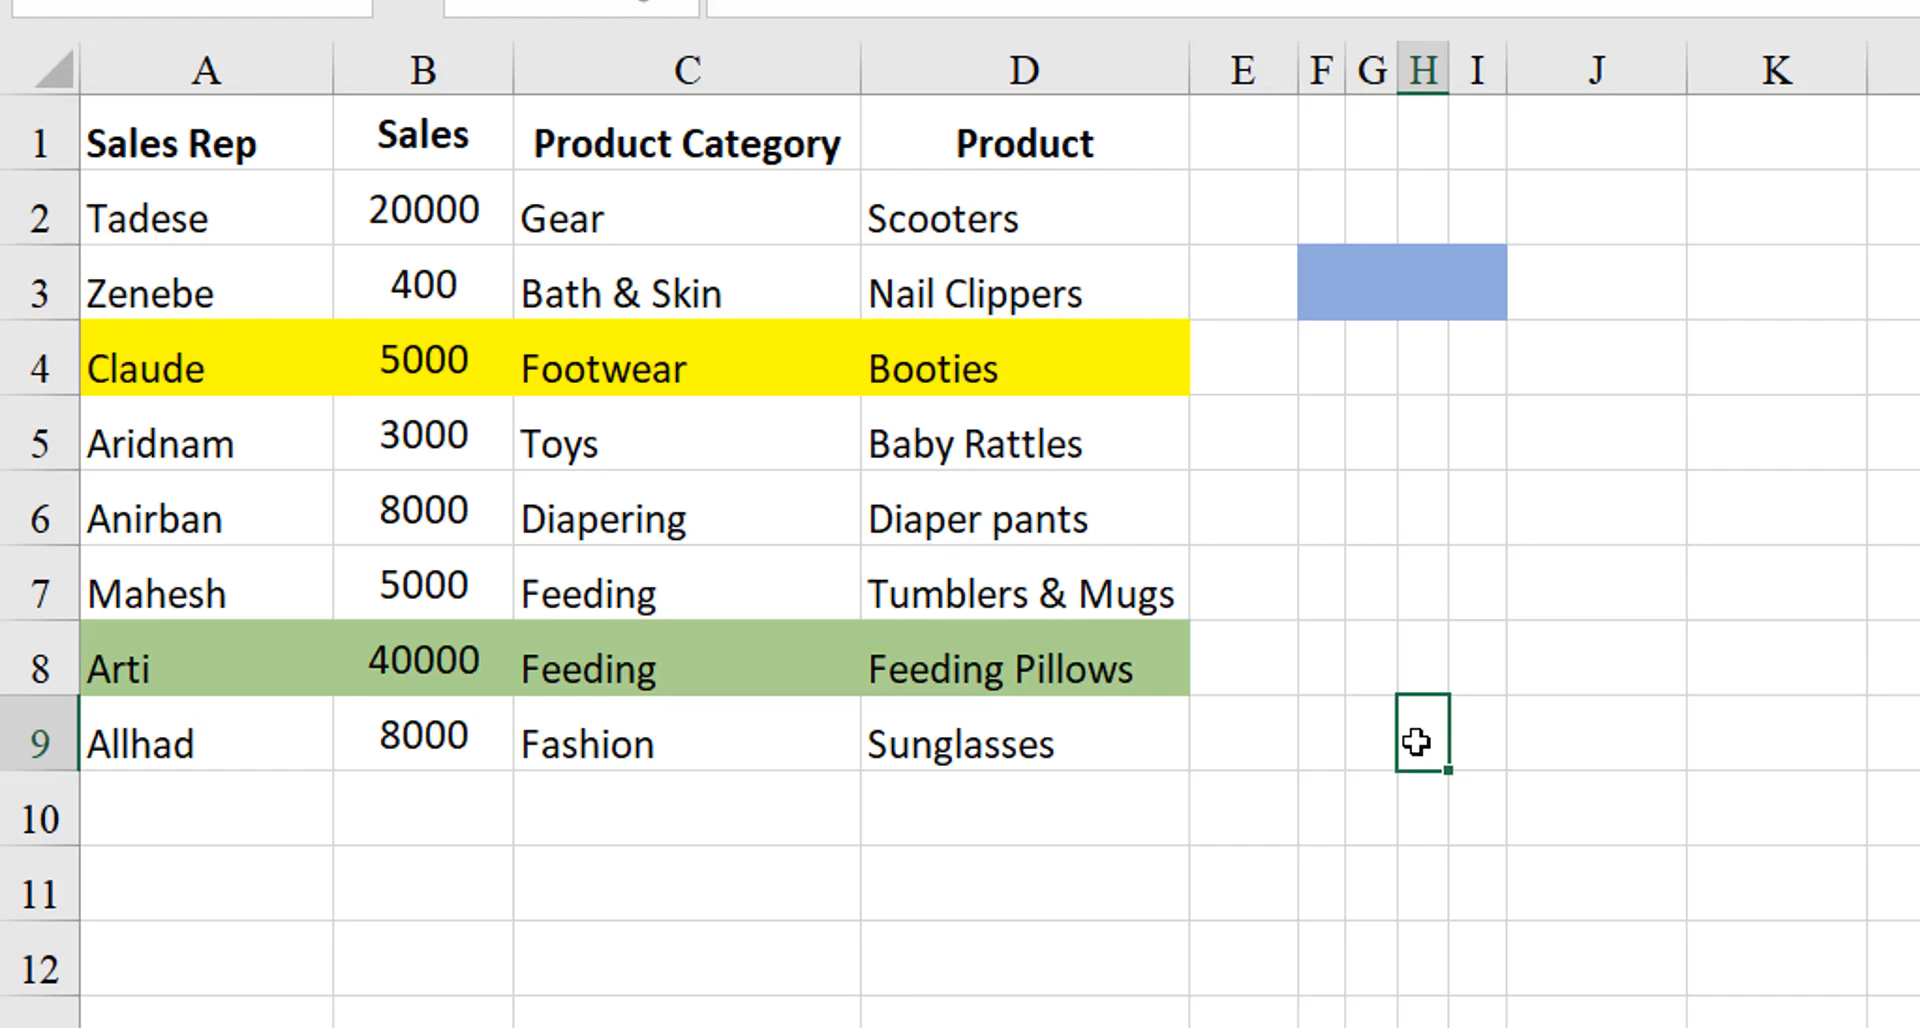 A B C D E F G H I J K
1 Sales Rep Sales Product Category Product
2 Tadese 20000 Gear Scooters
3 Zenebe 400 Bath & Skin Nail Clippers
4 Claude 5000 Footwear Booties
5 Aridnam 3000 Toys Baby Rattles
6 Anirban 8000 Diapering Diaper pants
7 Mahesh 5000 Feeding Tumblers & Mugs
8 Arti 40000 Feeding Feeding Pillows
9 Allhad 8000 Fashion Sunglasses
10
11
12